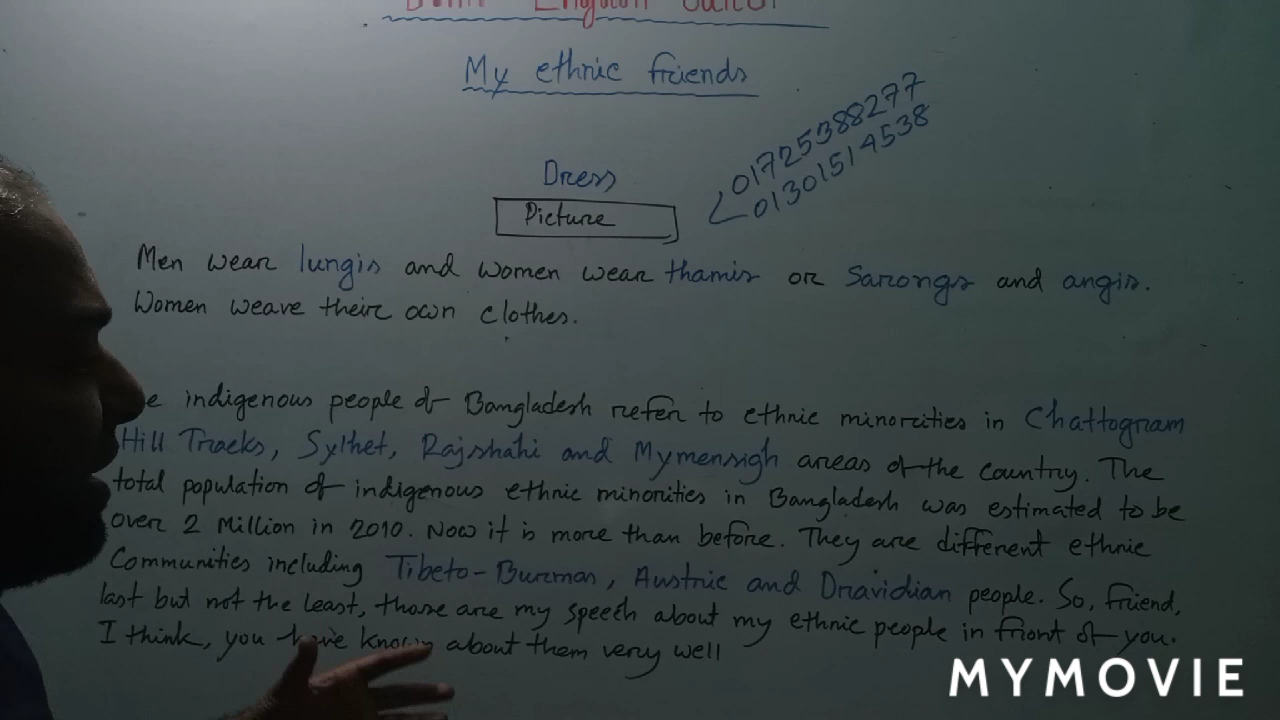 My ethnic friends
01725388277
01301514538
Dress
Picture
Men wear lungis and women wear thamis or Sarongs and angis.
Women weave their own clothes.
indigenous people of Bangladesh refer to ethnic minorities in Chattogram
Hill Tracks, Sylhet, Rajshahi and Mymensigh areas of the country. The
total population of indigenous ethnic minorities in Bangladesh was estimated to be
over 2 Million in 2010. Now it is more than before. They are different ethnic
Communities including Tibeto-Burman, Austric and Dravidian people. So, friend,
last but not the least, those are my speech about my ethnic people in front of you.
I think, you have known about them very well
MYMOVIE